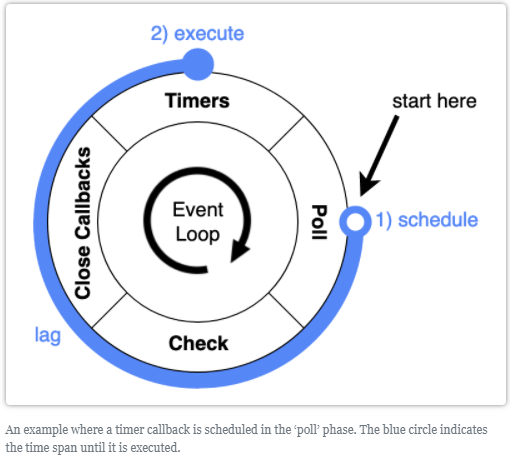 2) execute
Timers
start here
Close Callbacks
Event
Loop
Poll
1) schedule
lag
Check
An example where a timer callback is scheduled in the ‘poll’ phase. The blue circle indicates
the time span until it is executed.